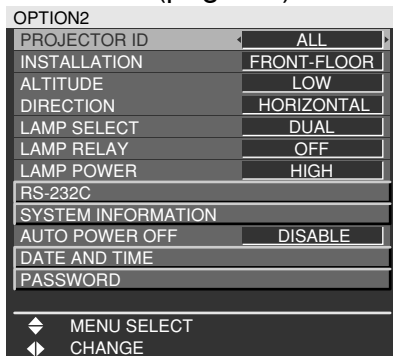 OPTION2
PROJECTOR ID ALL
INSTALLATION FRONT-FLOOR
ALTITUDE LOW
DIRECTION HORIZONTAL
LAMP SELECT DUAL
LAMP RELAY OFF
LAMP POWER HIGH
RS-232C
SYSTEM INFORMATION
AUTO POWER OFF DISABLE
DATE AND TIME
PASSWORD
MENU SELECT
CHANGE